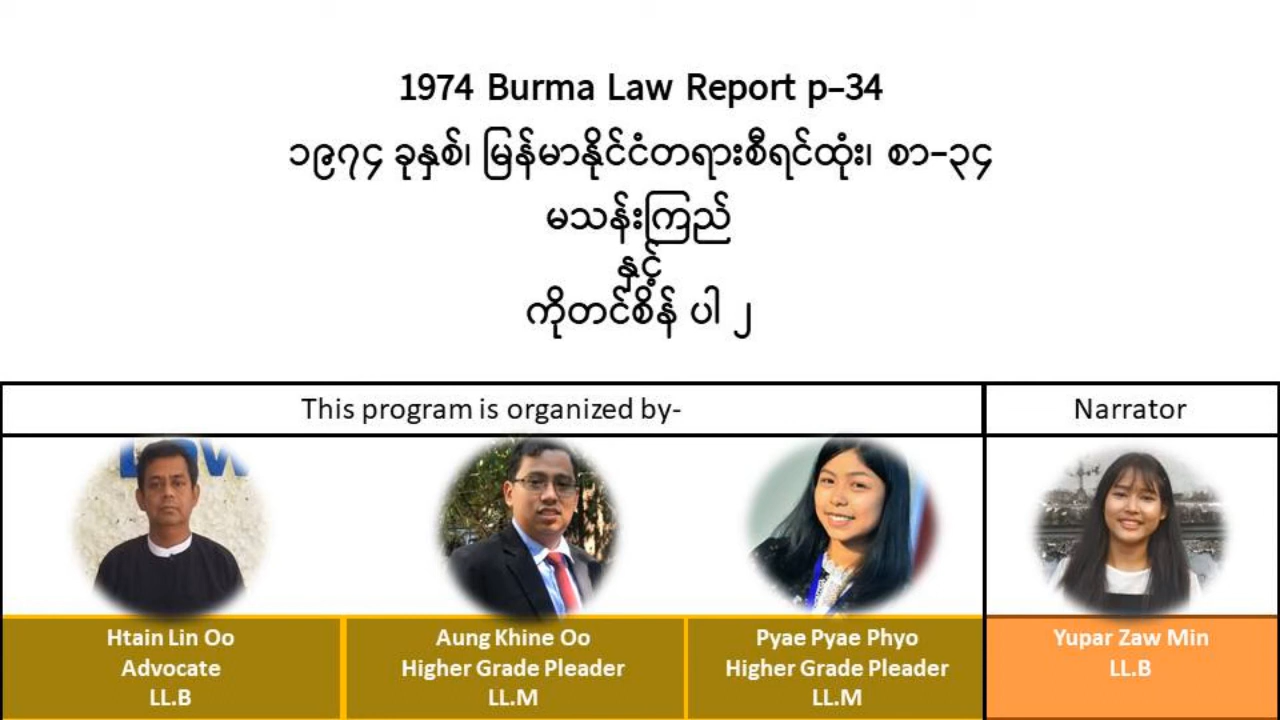 1974 Burma Law Report p-34
၁၉၇၄ ခုနှစ်၊ မြန်မာနိုင်ငံတရားစီရင်ထုံး၊ စာ-၃၄
မသန်းကြည်
နှင့်
ကိုတင်စိန် ပါ ၂
This program is organized by-
Narrator
Htain Lin Oo
Advocate
LL.B
Aung Khine Oo
Higher Grade Pleader
LL.M
Pyae Pyae Phyo
Higher Grade Pleader
LL.M
Yupar Zaw Min
LL.B